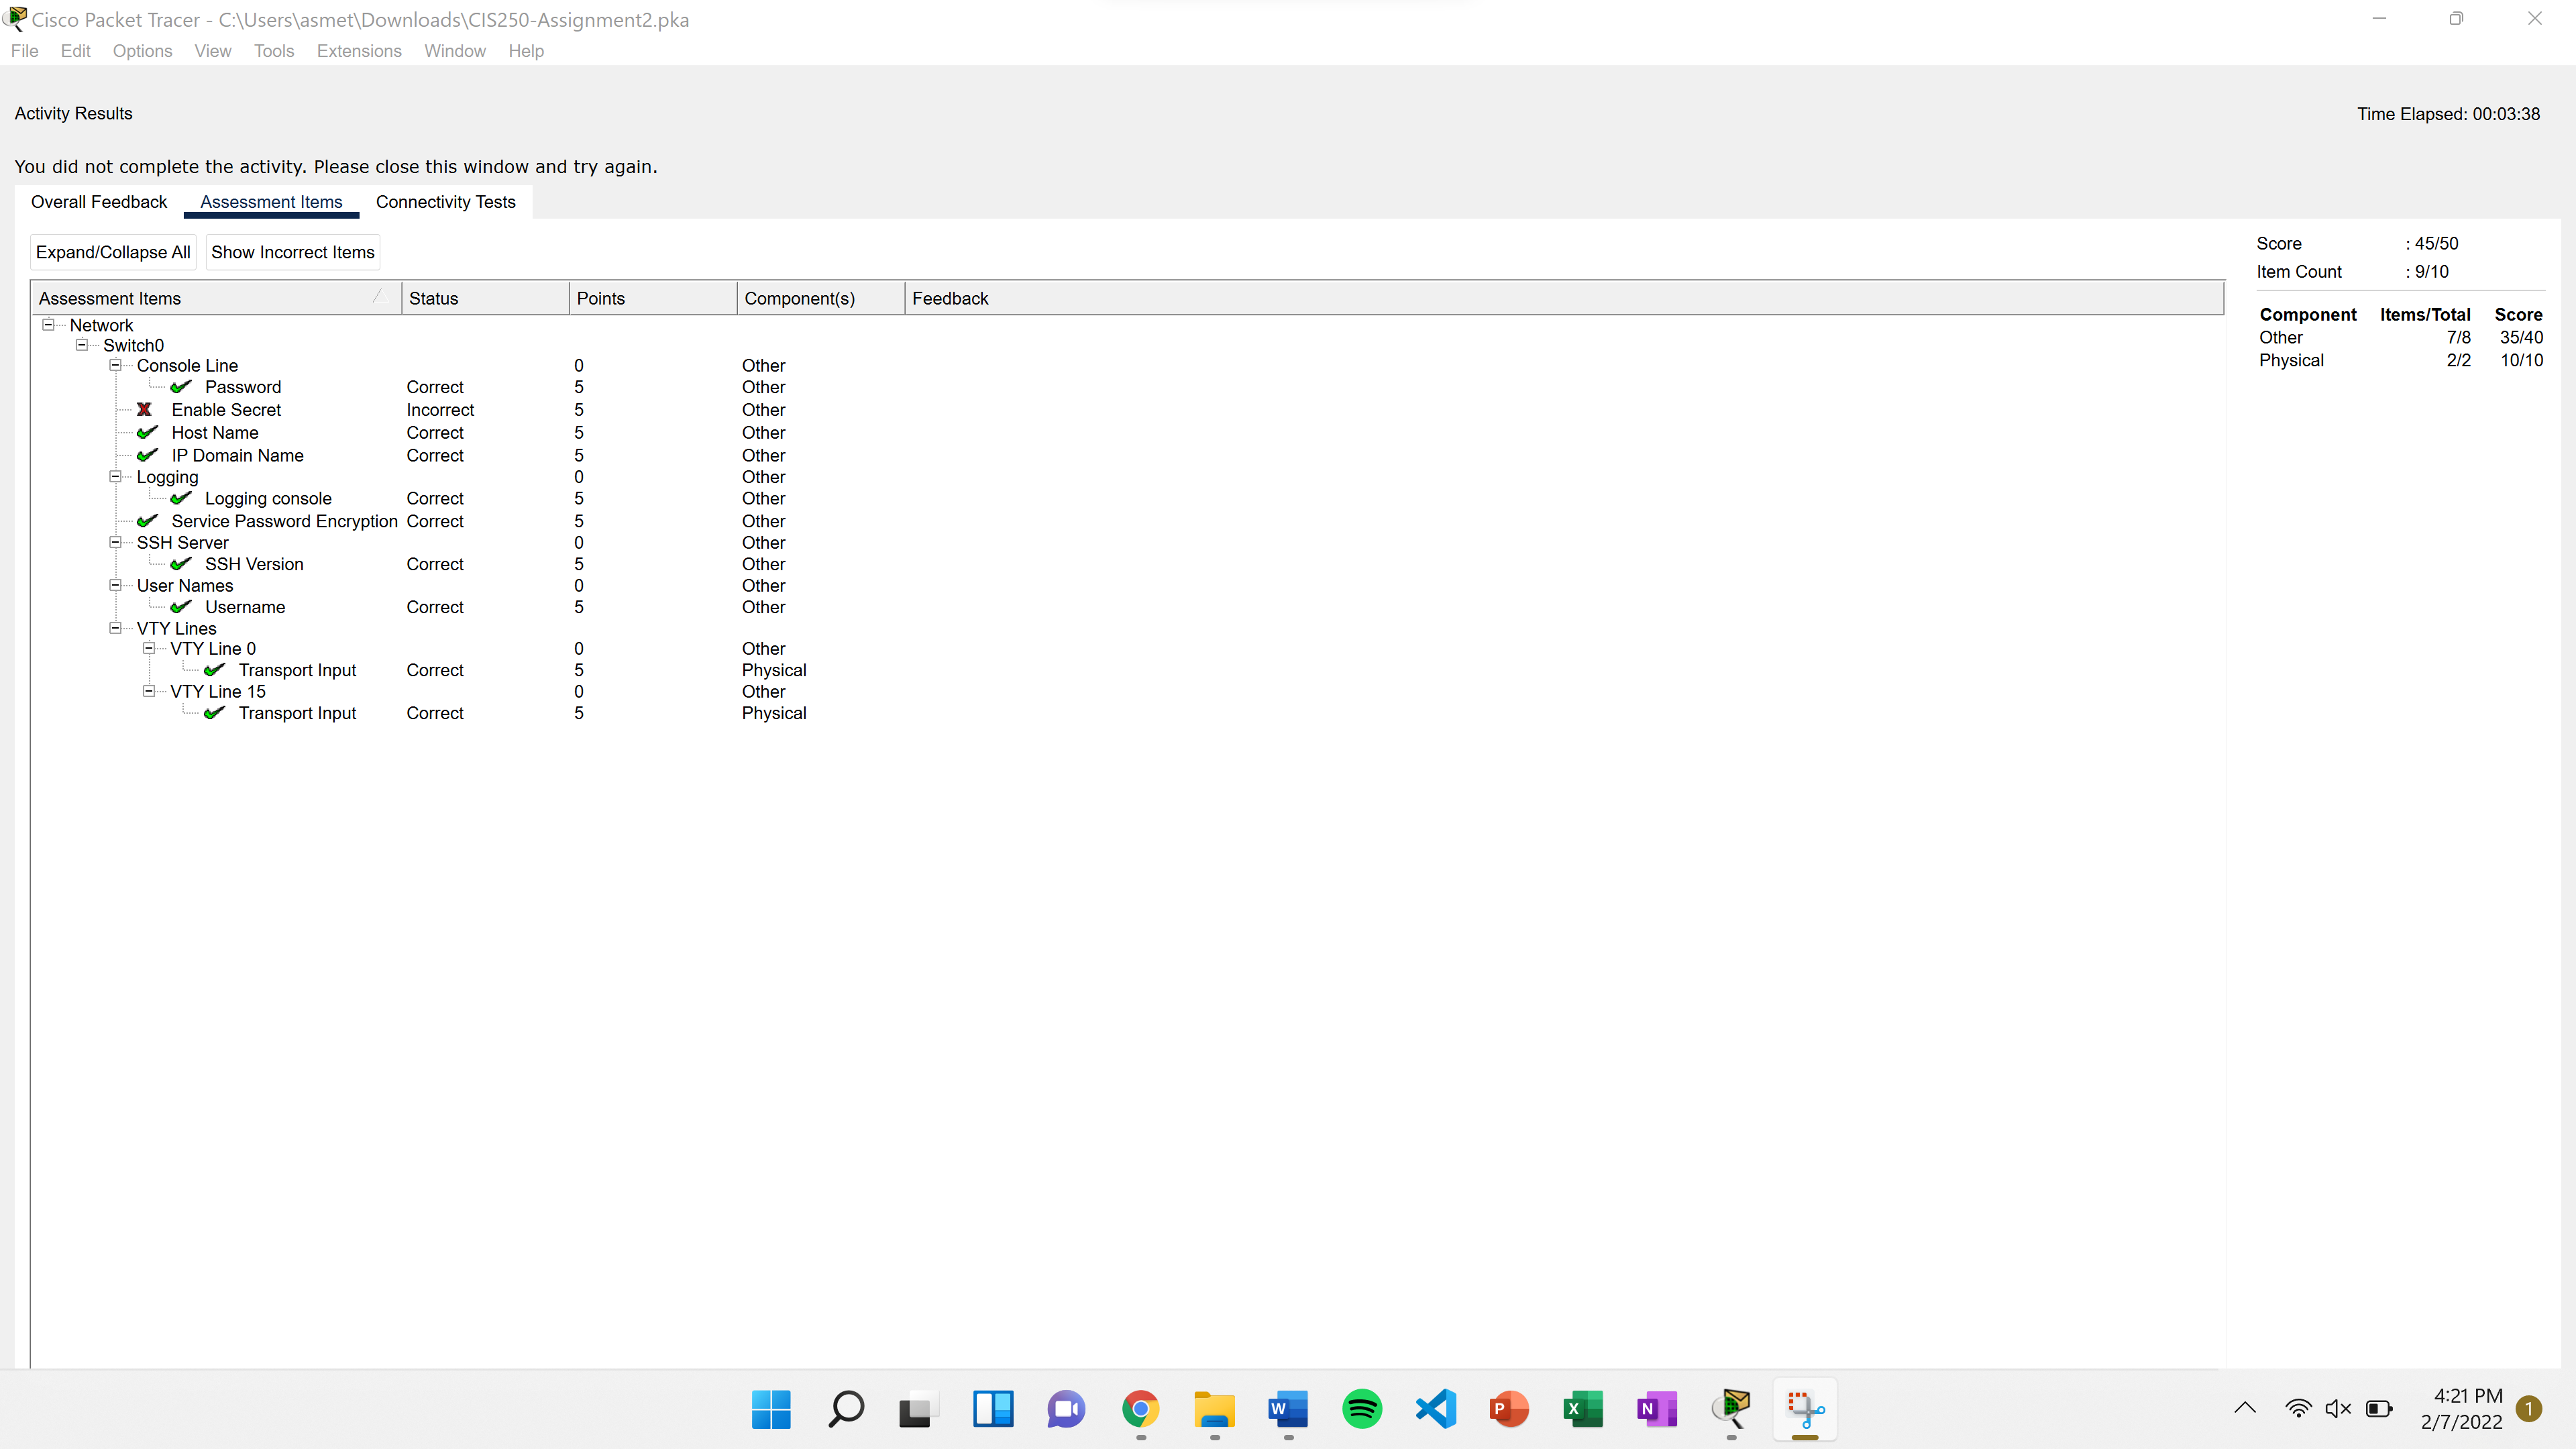 Cisco Packet Tracer - C:\Users\asmet\Downloads\CIS250-Assignment2.pka
File Edit Options View Tools Extensions Window Help
Activity Results
Time Elapsed: 00:03:38
You did not complete the activity. Please close this window and try again.
Overall Feedback Assessment Items Connectivity Tests
Expand/Collapse All Show Incorrect Items
Assessment Items Status Points Component(s) Feedback
Network
Switch0
Console Line 0 Other
Password Correct 5 Other
Enable Secret Incorrect 5 Other
Host Name Correct 5 Other
IP Domain Name Correct 5 Other
Logging 0 Other
Logging console Correct 5 Other
Service Password Encryption Correct 5 Other
SSH Server 0 Other
SSH Version Correct 5 Other
User Names 0 Other
Username Correct 5 Other
VTY Lines
VTY Line 0 0 Other
Transport Input Correct 5 Physical
VTY Line 15 0 Other
Transport Input Correct 5 Physical
Score : 45/50
Item Count : 9/10
Component Items/Total Score
Other 7/8 35/40
Physical 2/2 10/10
W
P
X
N
4:21 PM
2/7/2022
1